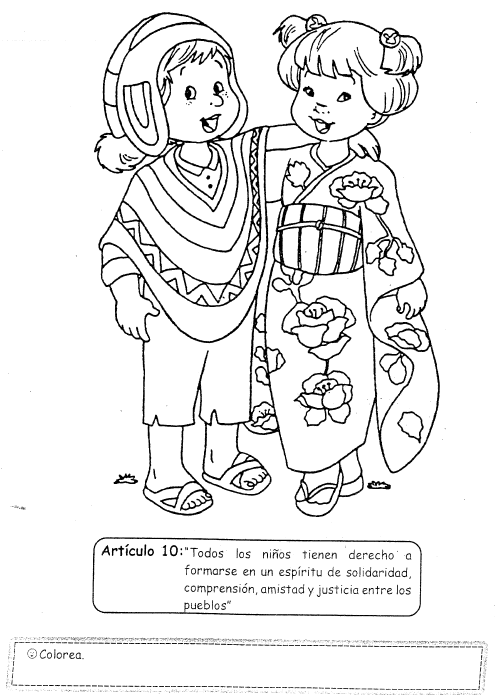 Artículo 10:"Todos los niños tienen derecho a
formarse en un espíritu de solidaridad,
comprensión, amistad y justicia entre los
pueblos"
Colorea.